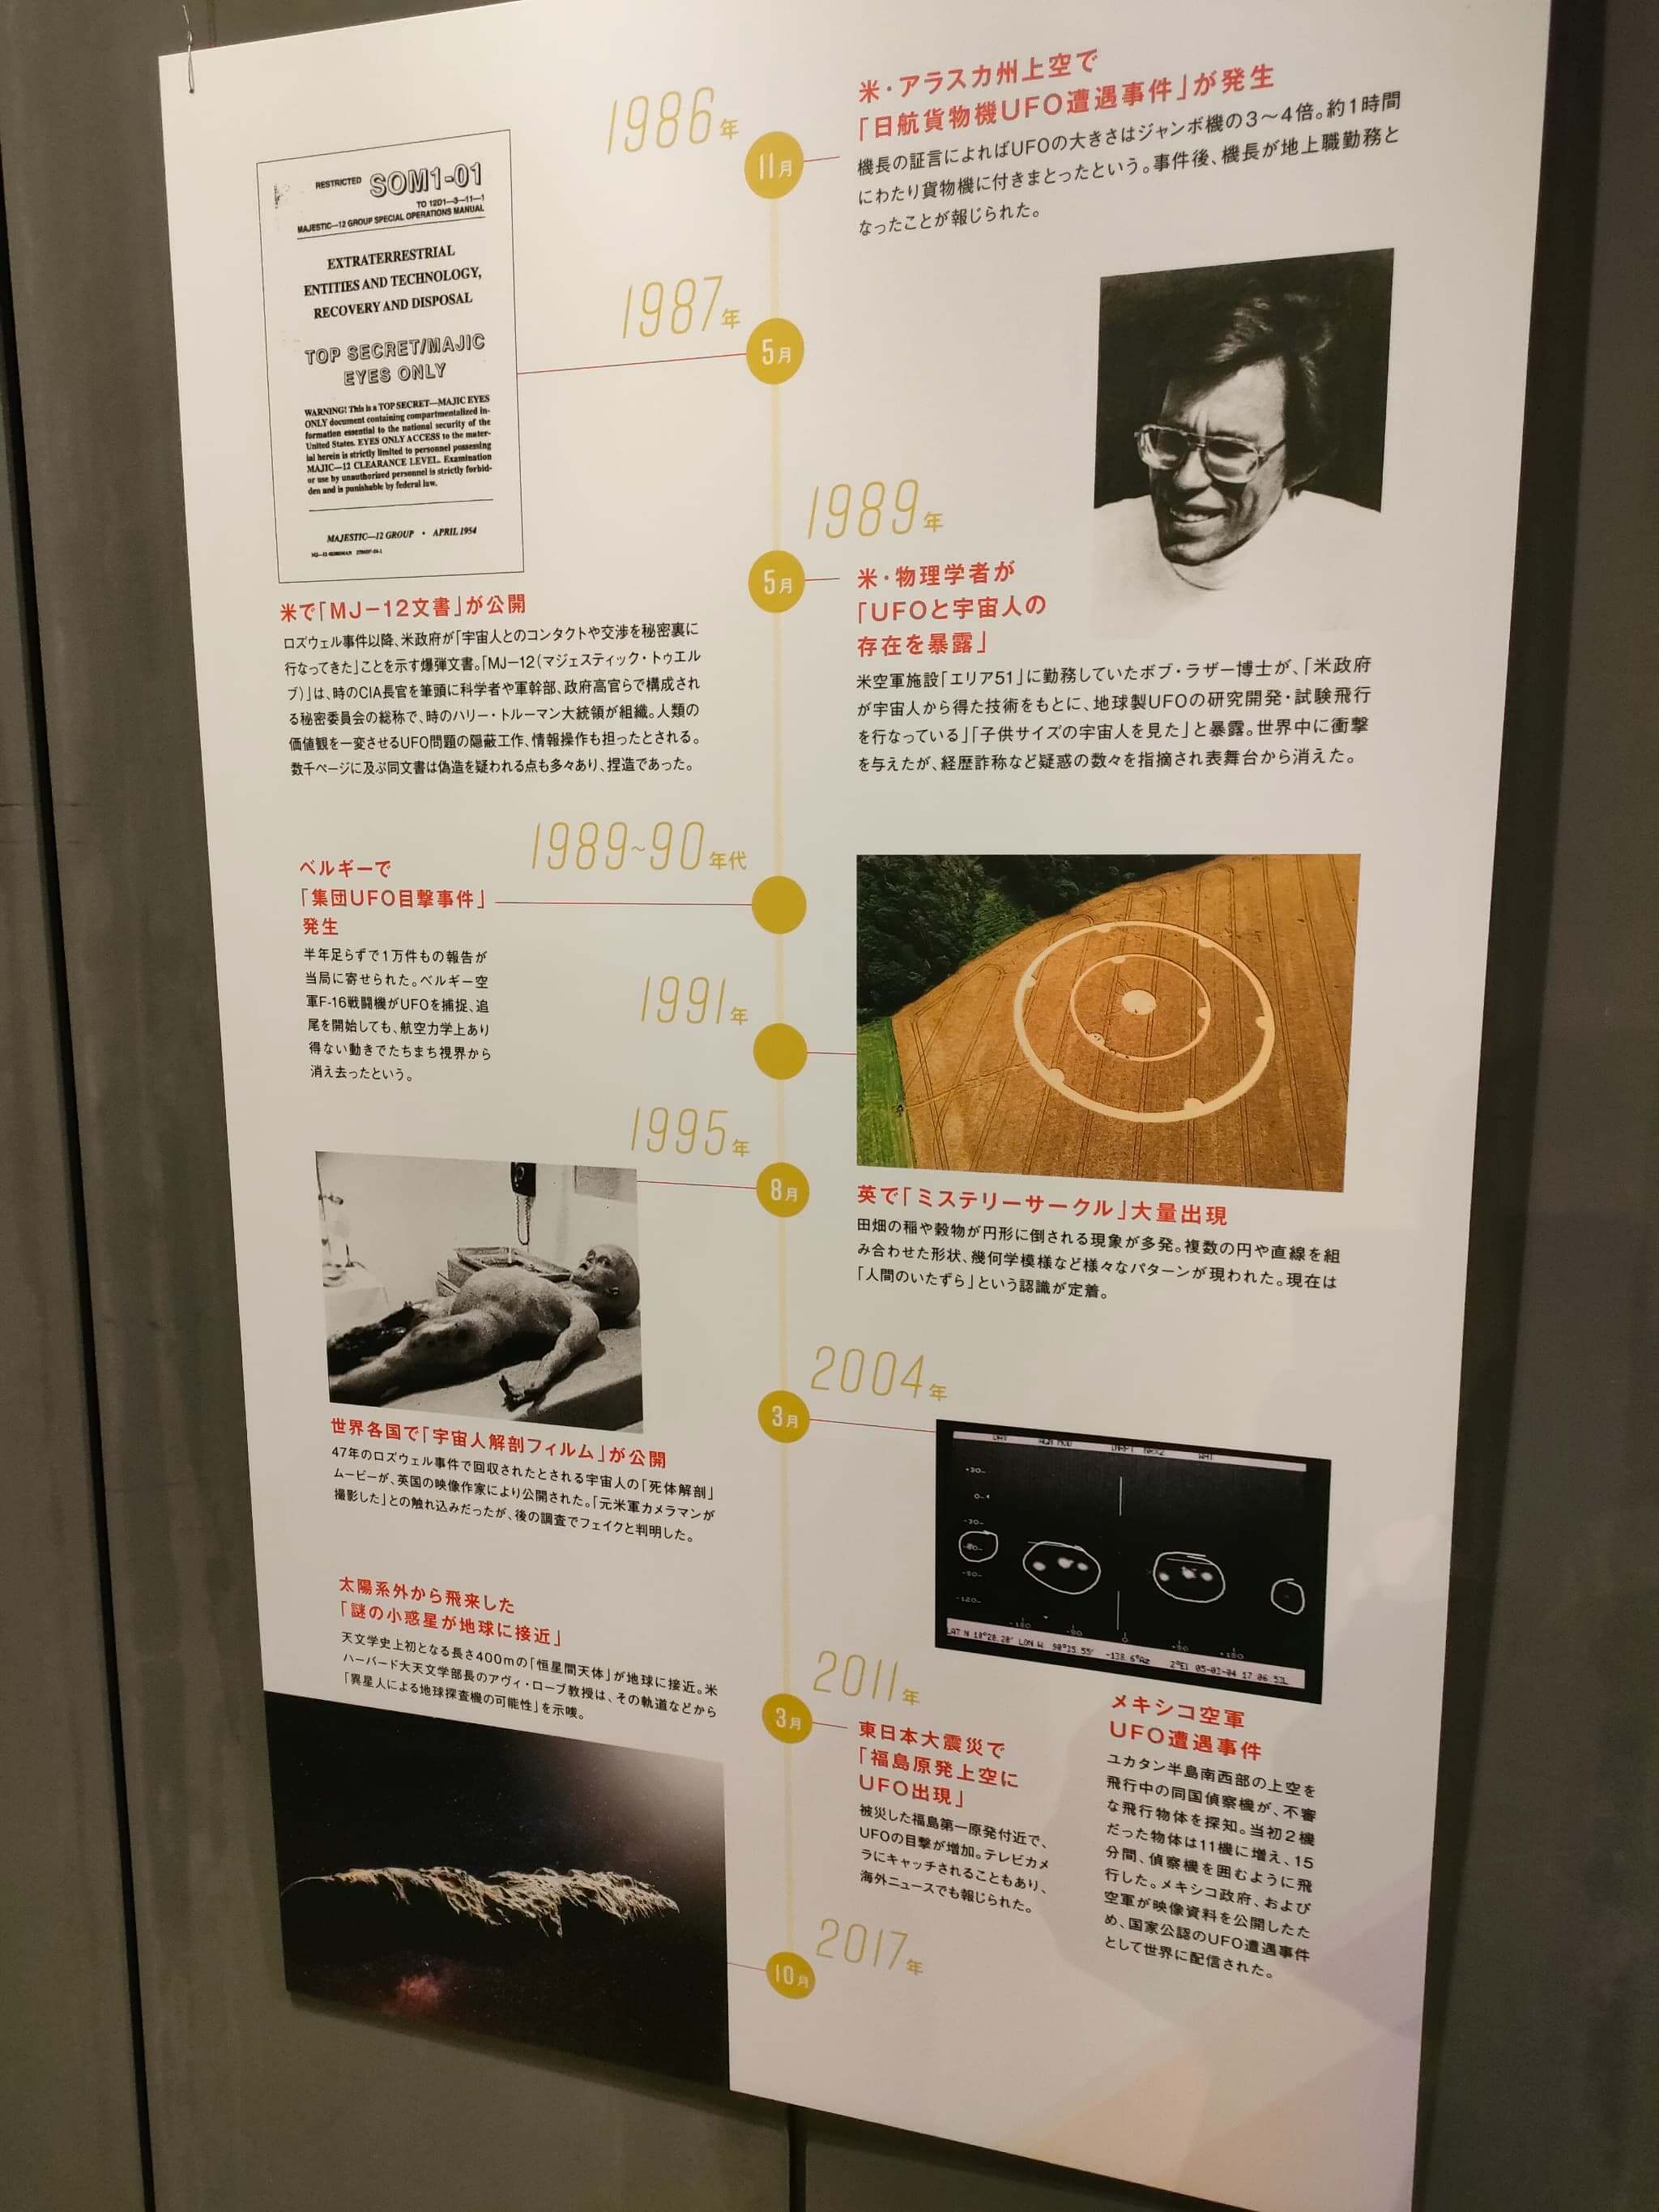 1986年
11月
米・アラスカ州上空で
「日航貨物機UFO遭遇事件」が発生
機長の証言によればUFOの大きさはジャンボ機の3〜4倍。約1時間
にわたり貨物機に付きまとったという。事件後、機長が地上職勤務と
なったことが報じられた。
RESTRICTED SOM1-01
TO 12D1—3—11—1
MAJESTIC—12 GROUP SPECIAL OPERATIONS MANUAL
EXTRATERRESTRIAL
ENTITIES AND TECHNOLOGY,
RECOVERY AND DISPOSAL
TOP SECRET/MAJIC
EYES ONLY
WARNING! This is a TOP SECRET—MAJIC EYES
ONLY document containing compartmentalized in-
formation essential to the national security of the
United States. EYES ONLY ACCESS to the mater-
ial herein is strictly limited to personnel possessing
MAJIC—12 CLEARANCE LEVEL. Examination
or use by unauthorized personnel is strictly forbid-
den and is punishable by federal law.
MAJESTIC—12 GROUP • APRIL 1954
1987年
5月
米で「MJ−12文書」が公開
ロズウェル事件以降、米政府が「宇宙人とのコンタクトや交渉を秘密裏に
行なってきた」ことを示す爆弾文書。「MJ−12(マジェスティック・トゥエル
ブ)」は、時のCIA長官を筆頭に科学者や軍幹部、政府高官らで構成され
る秘密委員会の総称で、時のハリー・トルーマン大統領が組織。人類の
価値観を一変させるUFO問題の隠蔽工作、情報操作も担ったとされる。
数千ページに及ぶ同文書は偽造を疑われる点も多々あり、捏造であった。
1989年
5月
米・物理学者が
「UFOと宇宙人の
存在を暴露」
米空軍施設「エリア51」に勤務していたボブ・ラザー博士が、「米政府
が宇宙人から得た技術をもとに、地球製UFOの研究開発・試験飛行
を行なっている」「子供サイズの宇宙人を見た」と暴露。世界中に衝撃
を与えたが、経歴詐称など疑惑の数々を指摘され表舞台から消えた。
1989~90年代
ベルギーで
「集団UFO目撃事件」
発生
半年足らずで1万件もの報告が
当局に寄せられた。ベルギー空
軍F-16戦闘機がUFOを捕捉、追
尾を開始しても、航空力学上あり
得ない動きでたちまち視界から
消え去ったという。
1991年
英で「ミステリーサークル」大量出現
田畑の稲や穀物が円形に倒される現象が多発。複数の円や直線を組
み合わせた形状、幾何学模様など様々なパターンが現われた。現在は
「人間のいたずら」という認識が定着。
1995年
8月
世界各国で「宇宙人解剖フィルム」が公開
47年のロズウェル事件で回収されたとされる宇宙人の「死体解剖」
ムービーが、英国の映像作家により公開された。「元米軍カメラマンが
撮影した」との触れ込みだったが、後の調査でフェイクと判明した。
2004年
3月
メキシコ空軍
UFO遭遇事件
ユカタン半島南西部の上空を
飛行中の同国偵察機が、不審
な飛行物体を探知。当初2機
だった物体は11機に増え、15
分間、偵察機を囲むように飛
行した。メキシコ政府、および
空軍が映像資料を公開したた
め、国家公認のUFO遭遇事件
として世界に配信された。
2011年
3月
東日本大震災で
「福島原発上空に
UFO出現」
被災した福島第一原発付近で、
UFOの目撃が増加。テレビカメ
ラにキャッチされることもあり、
海外ニュースでも報じられた。
太陽系外から飛来した
「謎の小惑星が地球に接近」
天文学史上初となる長さ400mの「恒星間天体」が地球に接近。米
ハーバード大天文学部長のアヴィ・ローブ教授は、その軌道などから
「異星人による地球探査機の可能性」を示唆。
2017年
10月